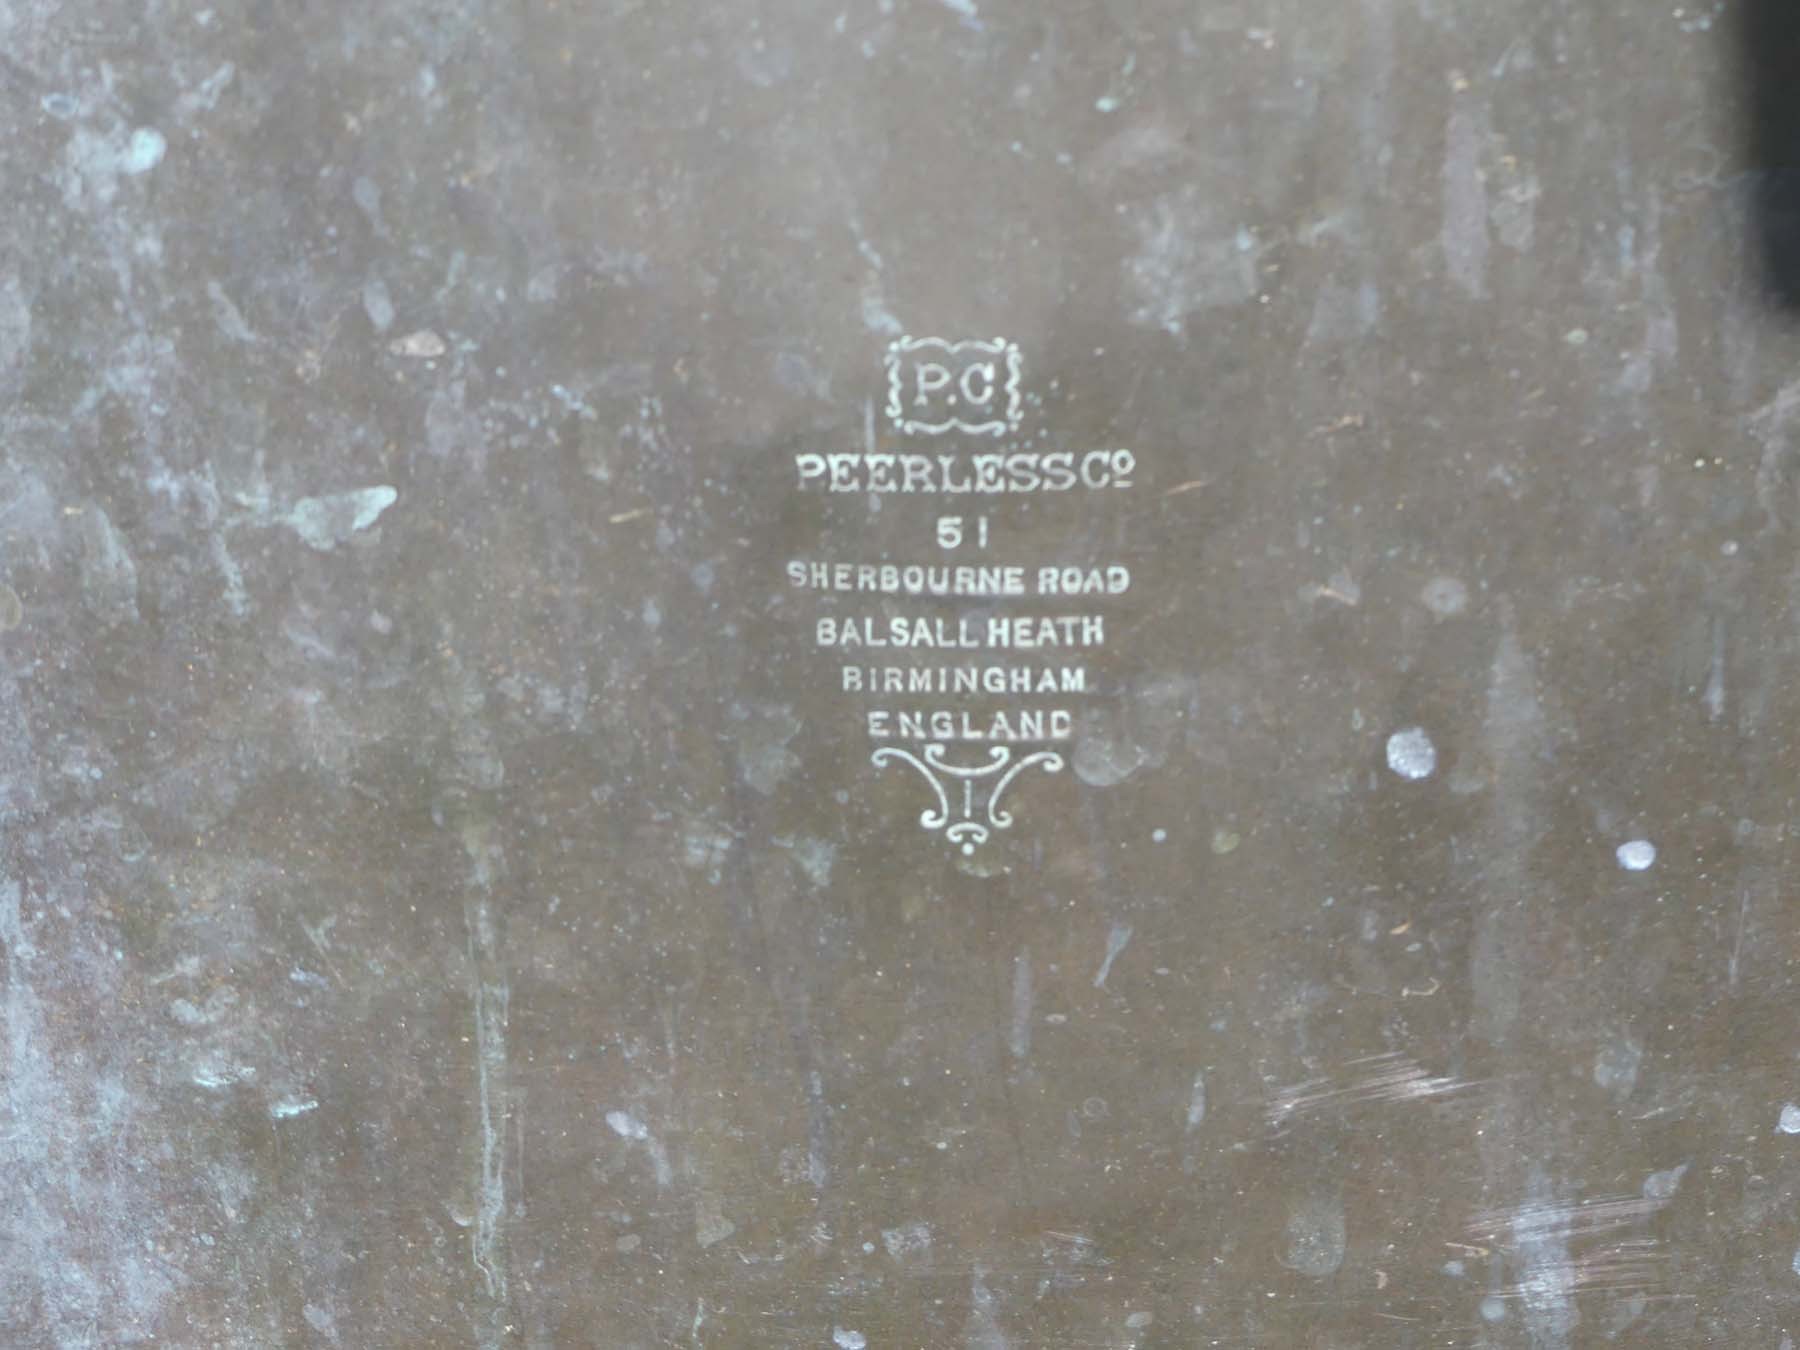 P.C
PEERLESS Cº
51
SHERBOURNE ROAD
BALSALL HEATH
BIRMINGHAM
ENGLAND